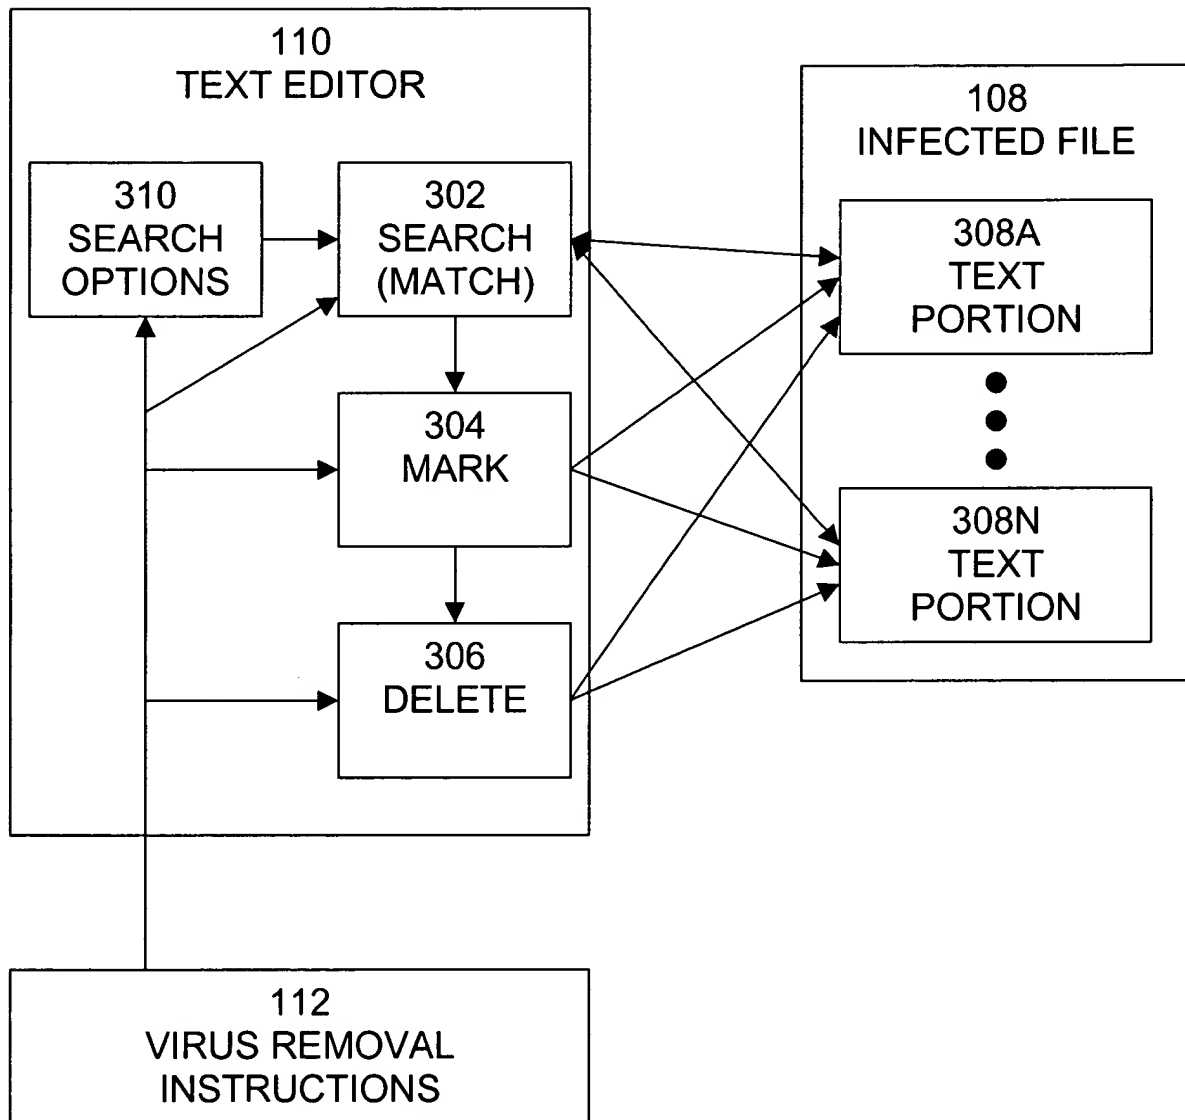 110
TEXT EDITOR
310
SEARCH
OPTIONS
302
SEARCH
(MATCH)
304
MARK
306
DELETE
108
INFECTED FILE
308A
TEXT
PORTION
308N
TEXT
PORTION
112
VIRUS REMOVAL
INSTRUCTIONS